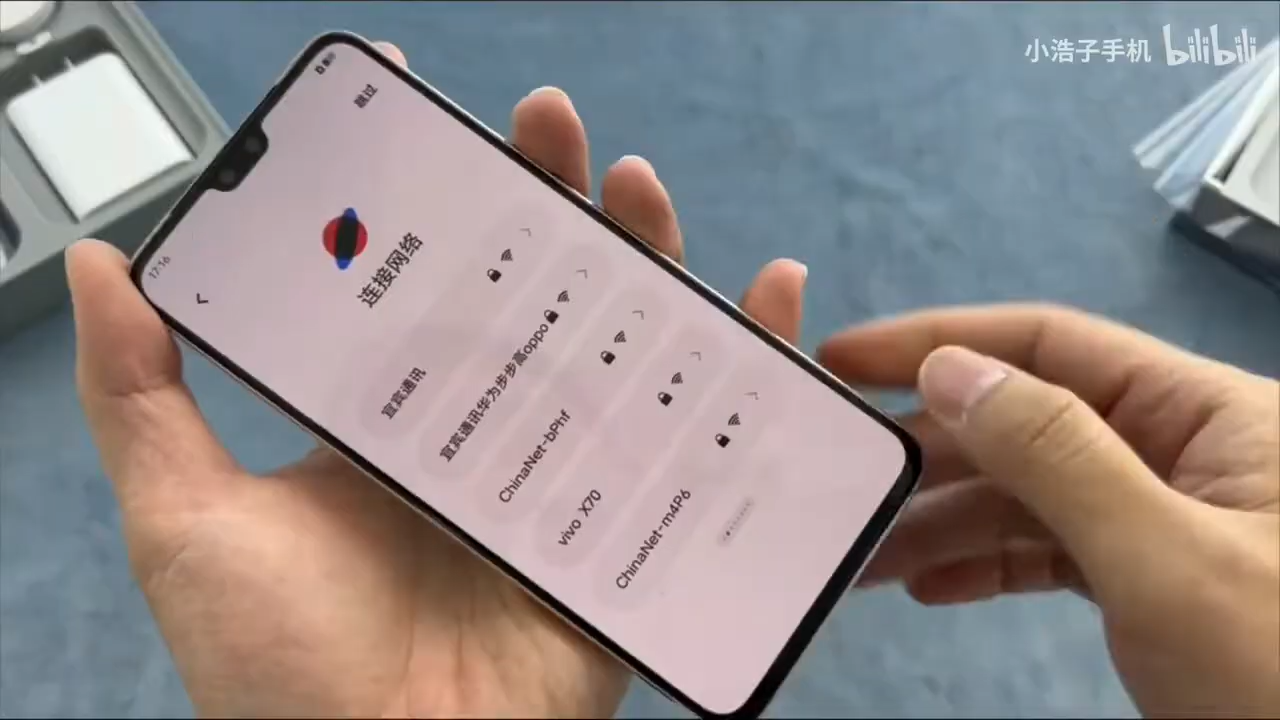 小浩子手机 bilibili
17:16
跳过
连接网络
宜宾通讯
宜宾通讯华为步步高oppo
ChinaNet-bPhf
vivo X70
ChinaNet-m4P6